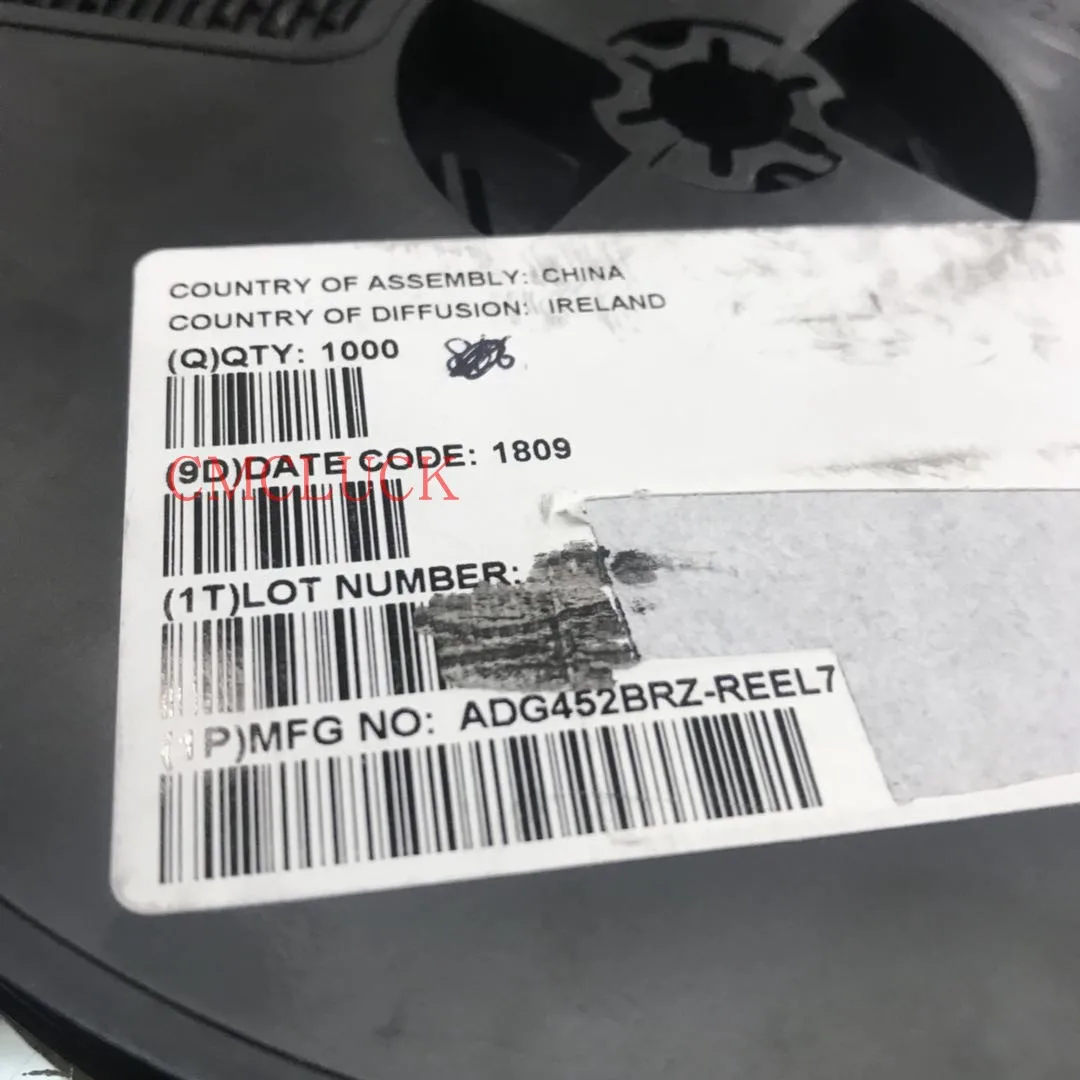 COUNTRY OF ASSEMBLY: CHINA
COUNTRY OF DIFFUSION: IRELAND
(Q)QTY: 1000
(9D)DATE CODE: 1809
CMCLUCK
(1T)LOT NUMBER:
(1P)MFG NO: ADG452BRZ-REEL7